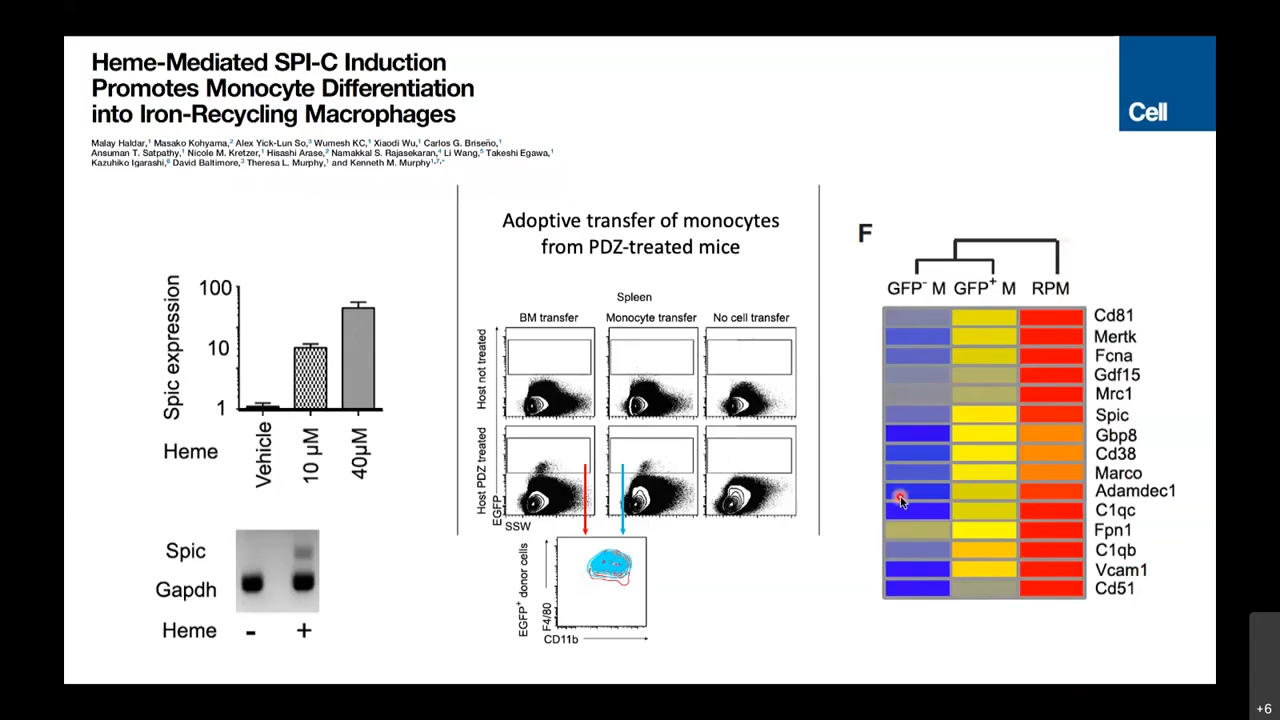 Heme-Mediated SPI-C Induction
Promotes Monocyte Differentiation
into Iron-Recycling Macrophages
Cell
Malay Haldar,1 Masako Kohyama,2 Alex Yick-Lun So,3 Wumesh KC,1 Xiaodi Wu,1 Carlos G. Briseño,1
Ansuman T. Satpathy,1 Nicole M. Kretzer,1 Hisashi Arase,2 Namakkal S. Rajasekaran,4 Li Wang,5 Takeshi Egawa,1
Kazuhiko Igarashi,6 David Baltimore,3 Theresa L. Murphy,1 and Kenneth M. Murphy1,7,*
Spic expression
100
10
1
Heme
Vehicle
10 µM
40µM
Spic
Gapdh
Heme
- +
Adoptive transfer of monocytes
from PDZ-treated mice
Spleen
BM transfer Monocyte transfer No cell transfer
Host not treated
Host PDZ treated
EGFP
SSW
EGFP+ donor cells
F4/80
CD11b
F
GFP- M GFP+ M RPM
Cd81
Mertk
Fcna
Gdf15
Mrc1
Spic
Gbp8
Cd38
Marco
Adamdec1
C1qc
Fpn1
C1qb
Vcam1
Cd51
+6